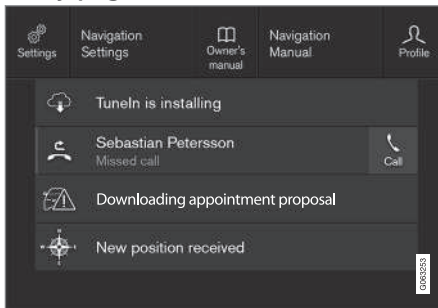 Settings
Navigation
Settings
Owner's
manual
Navigation
Manual
Profile
TuneIn is installing
Sebastian Petersson
Missed call
Call
Downloading appointment proposal
New position received
G063253